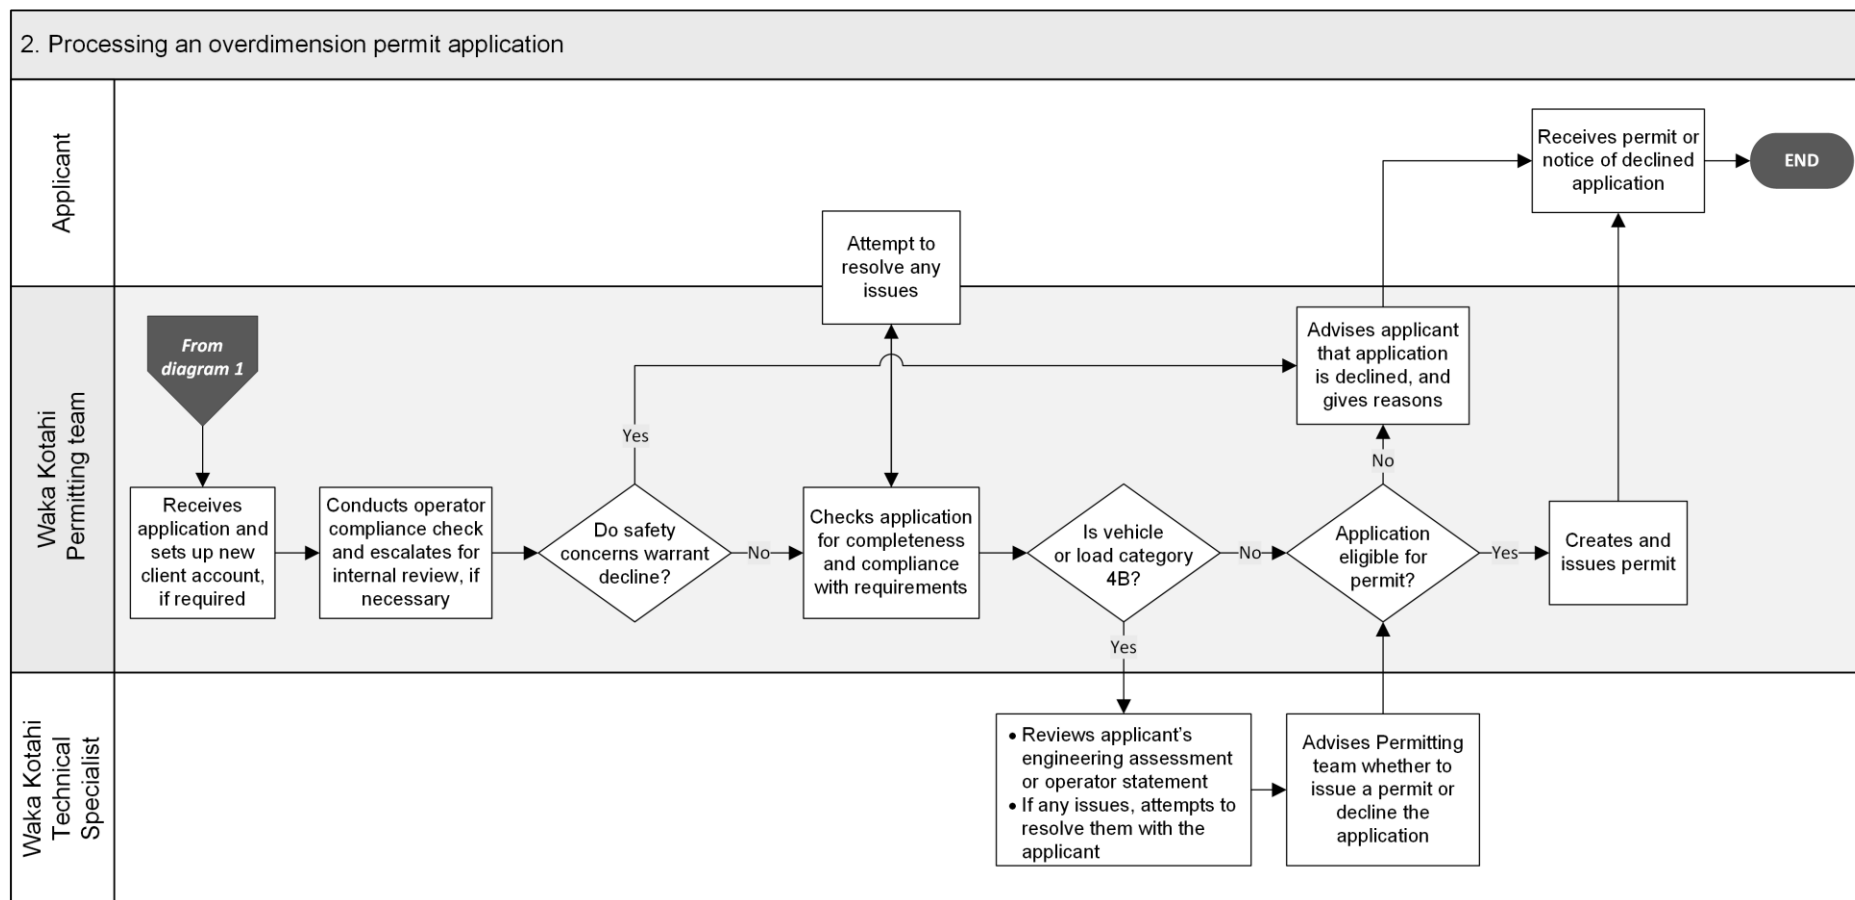 2. Processing an overdimension permit application
Applicant
Receives permit or
notice of declined
application
END
Attempt to
resolve any
issues
Waka Kotahi
Permitting team
From
diagram 1
Receives
application and
sets up new
client account,
if required
Conducts operator
compliance check
and escalates for
internal review, if
necessary
Do safety
concerns warrant
decline?
Yes
No
Checks application
for completeness
and compliance
with requirements
Is vehicle
or load category
4B?
No
Yes
Application
eligible for
permit?
No
Yes
Advises applicant
that application
is declined, and
gives reasons
Creates and
issues permit
Waka Kotahi
Technical
Specialist
• Reviews applicant’s
engineering assessment
or operator statement
• If any issues, attempts to
resolve them with the
applicant
Advises Permitting
team whether to
issue a permit or
decline the
application